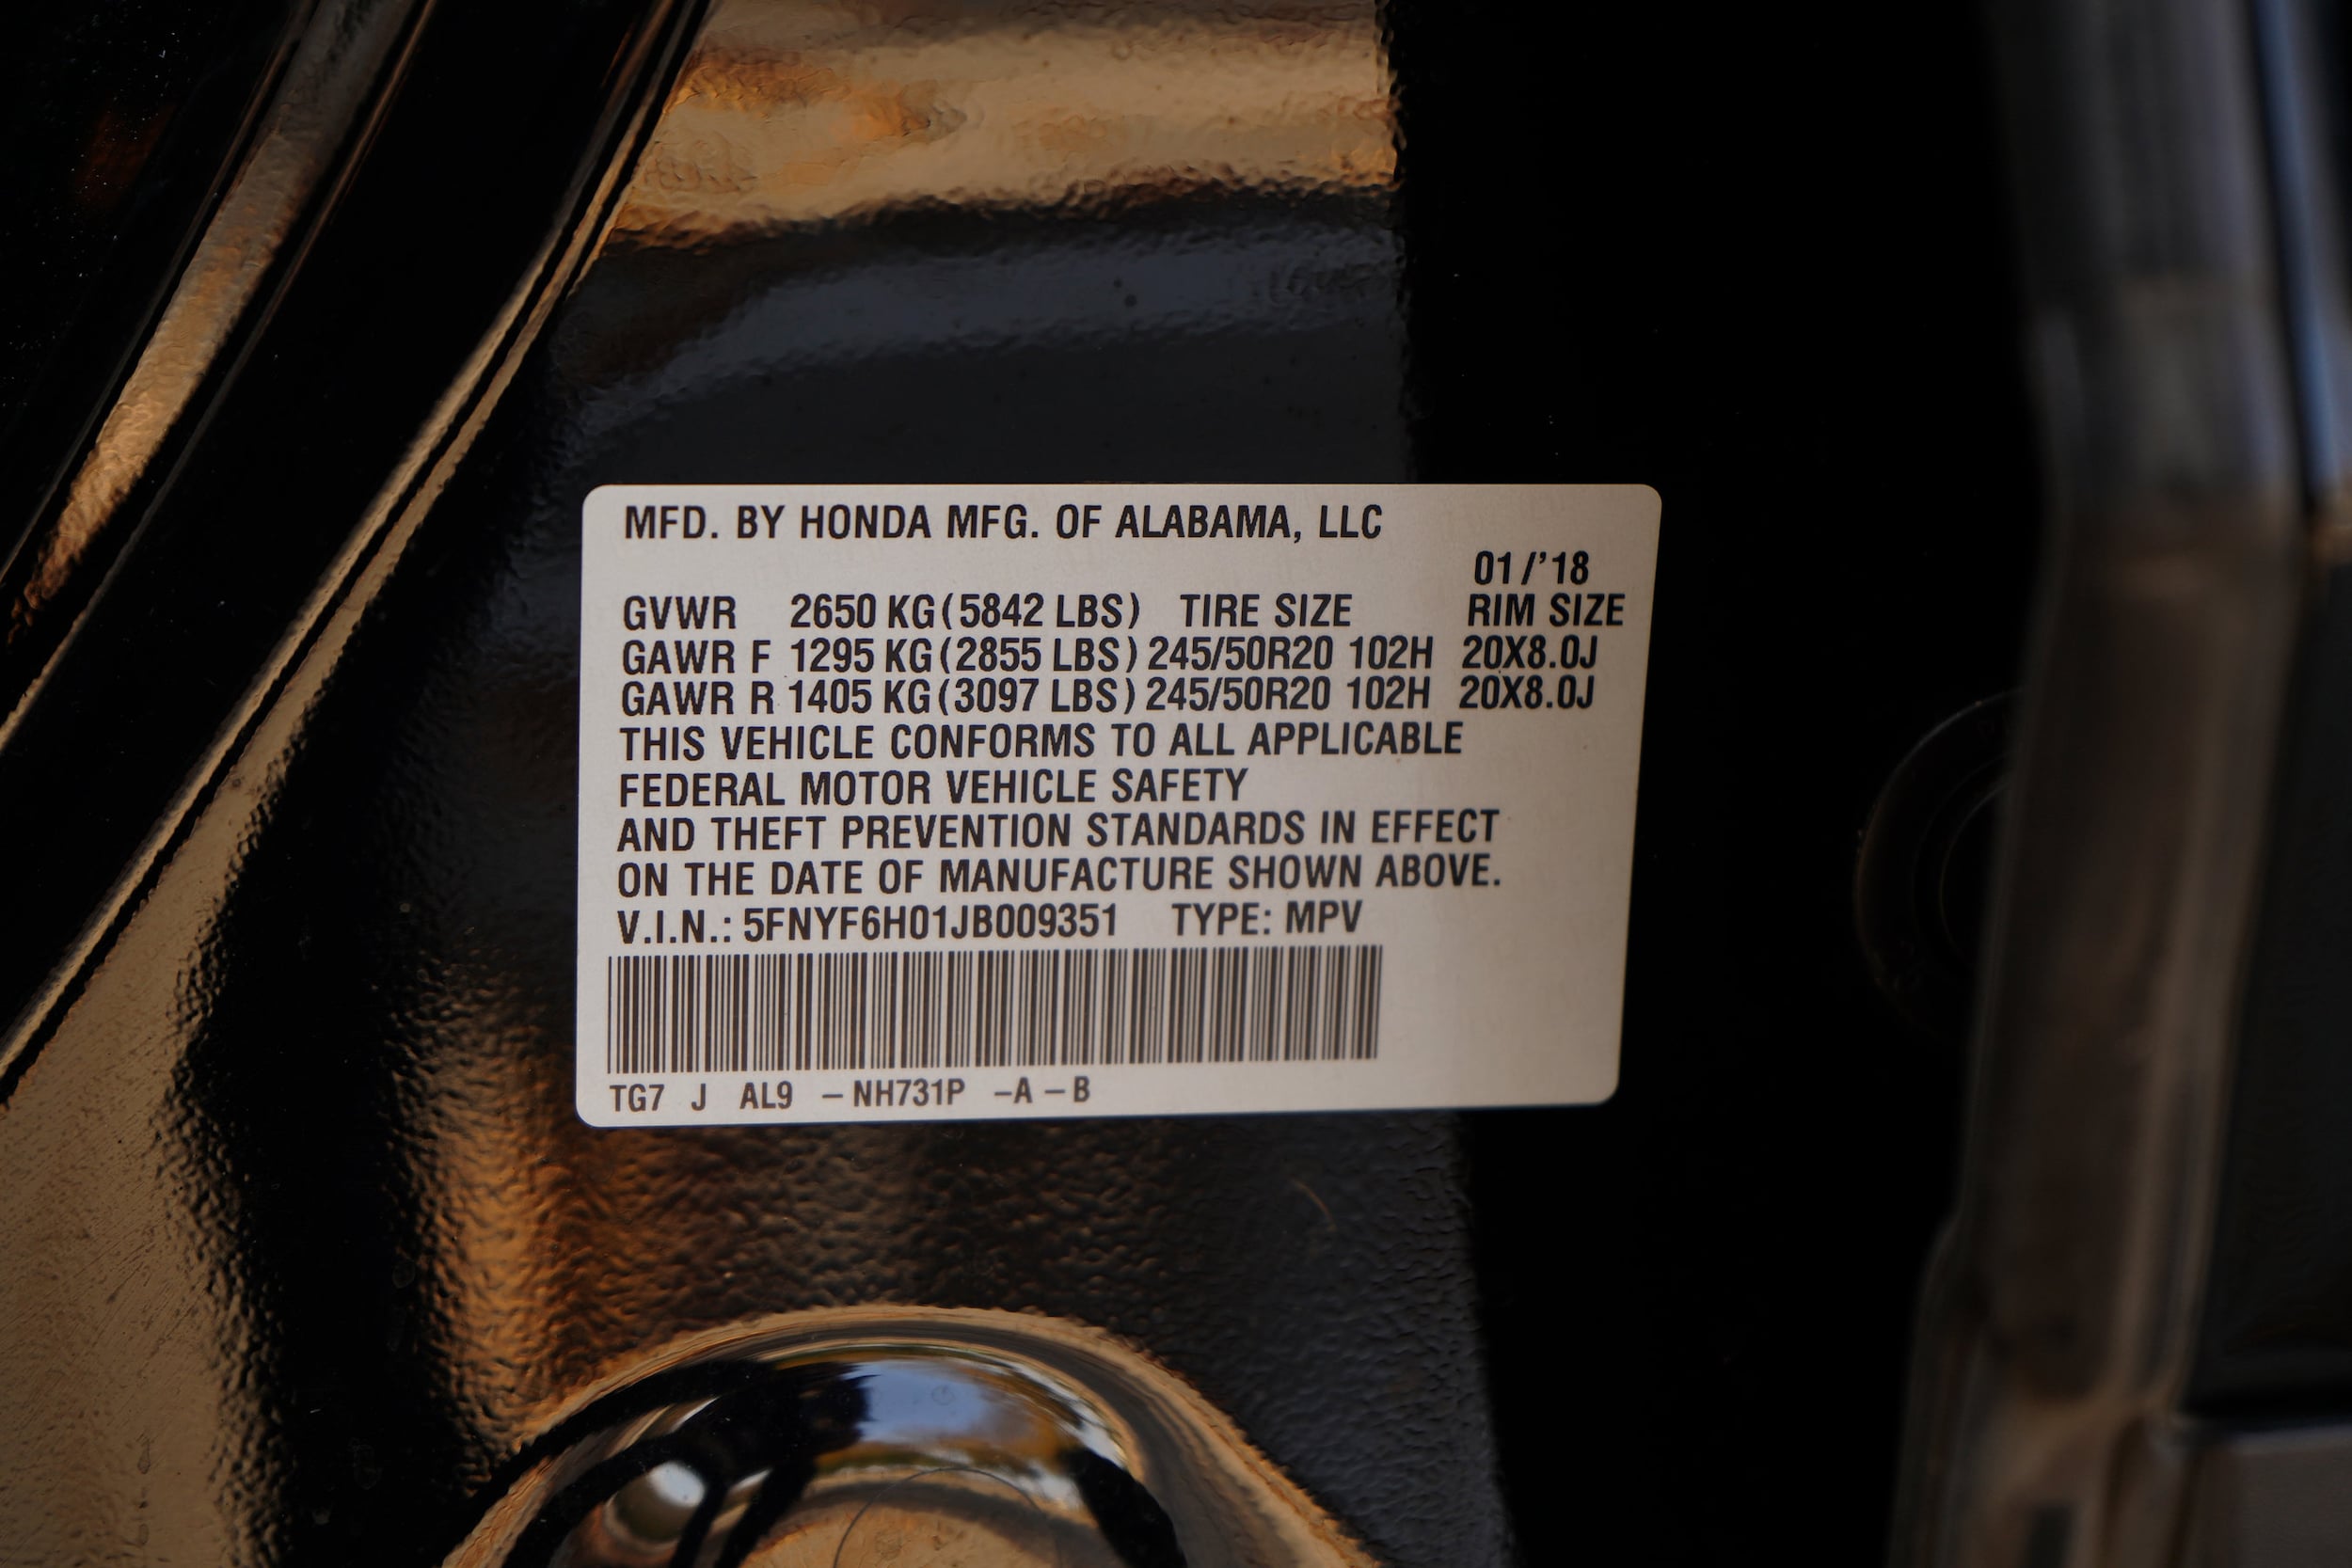 MFD. BY HONDA MFG. OF ALABAMA, LLC
01/'18
GVWR 2650 KG(5842 LBS) TIRE SIZE RIM SIZE
GAWR F 1295 KG(2855 LBS) 245/50R20 102H 20X8.0J
GAWR R 1405 KG(3097 LBS) 245/50R20 102H 20X8.0J
THIS VEHICLE CONFORMS TO ALL APPLICABLE
FEDERAL MOTOR VEHICLE SAFETY
AND THEFT PREVENTION STANDARDS IN EFFECT
ON THE DATE OF MANUFACTURE SHOWN ABOVE.
V.I.N.: 5FNYF6H01JB009351 TYPE: MPV
TG7 J AL9 –NH731P –A–B